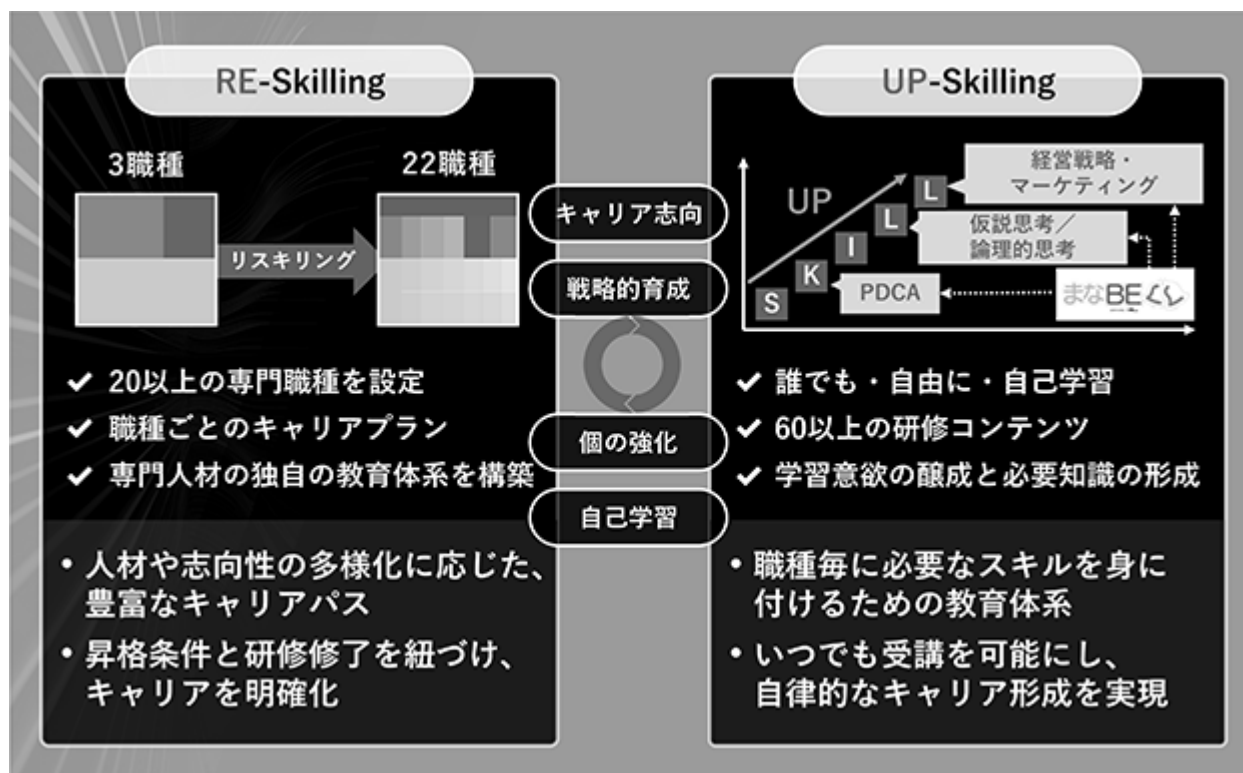 RE-Skilling
3職種
22職種
リスキリング
✔ 20以上の専門職種を設定
✔ 職種ごとのキャリアプラン
✔ 専門人材の独自の教育体系を構築
• 人材や志向性の多様化に応じた、
豊富なキャリアパス
• 昇格条件と研修修了を紐づけ、
キャリアを明確化
キャリア志向
戦略的育成
個の強化
自己学習
UP-Skilling
UP
S
K
I
L
L
経営戦略・
マーケティング
仮説思考／
論理的思考
PDCA
まなBEくん
✔ 誰でも・自由に・自己学習
✔ 60以上の研修コンテンツ
✔ 学習意欲の醸成と必要知識の形成
• 職種毎に必要なスキルを身に
付けるための教育体系
• いつでも受講を可能にし、
自律的なキャリア形成を実現